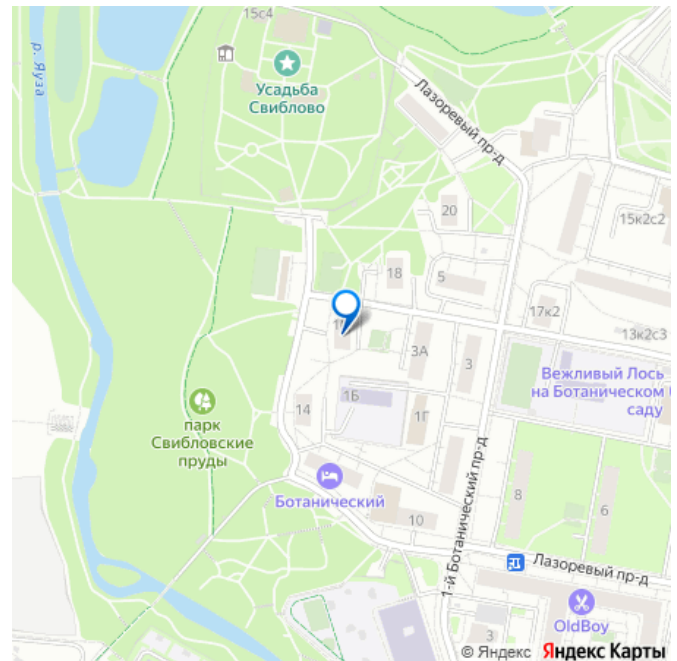 15с4
р. Яуза
Усадьба
Свиблово
Лазоревый пр-д
20
15к2с2
18
5
17к2
13к2с3
3А
3
Вежливый Лось
на Ботаническом
саду
1Б
14
1Г
парк
Свибловские
пруды
1-й Ботанический пр-д
Ботанический
8
6
10
Лазоревый пр-д
OldBoy
3
© Яндекс Яндекс Карты